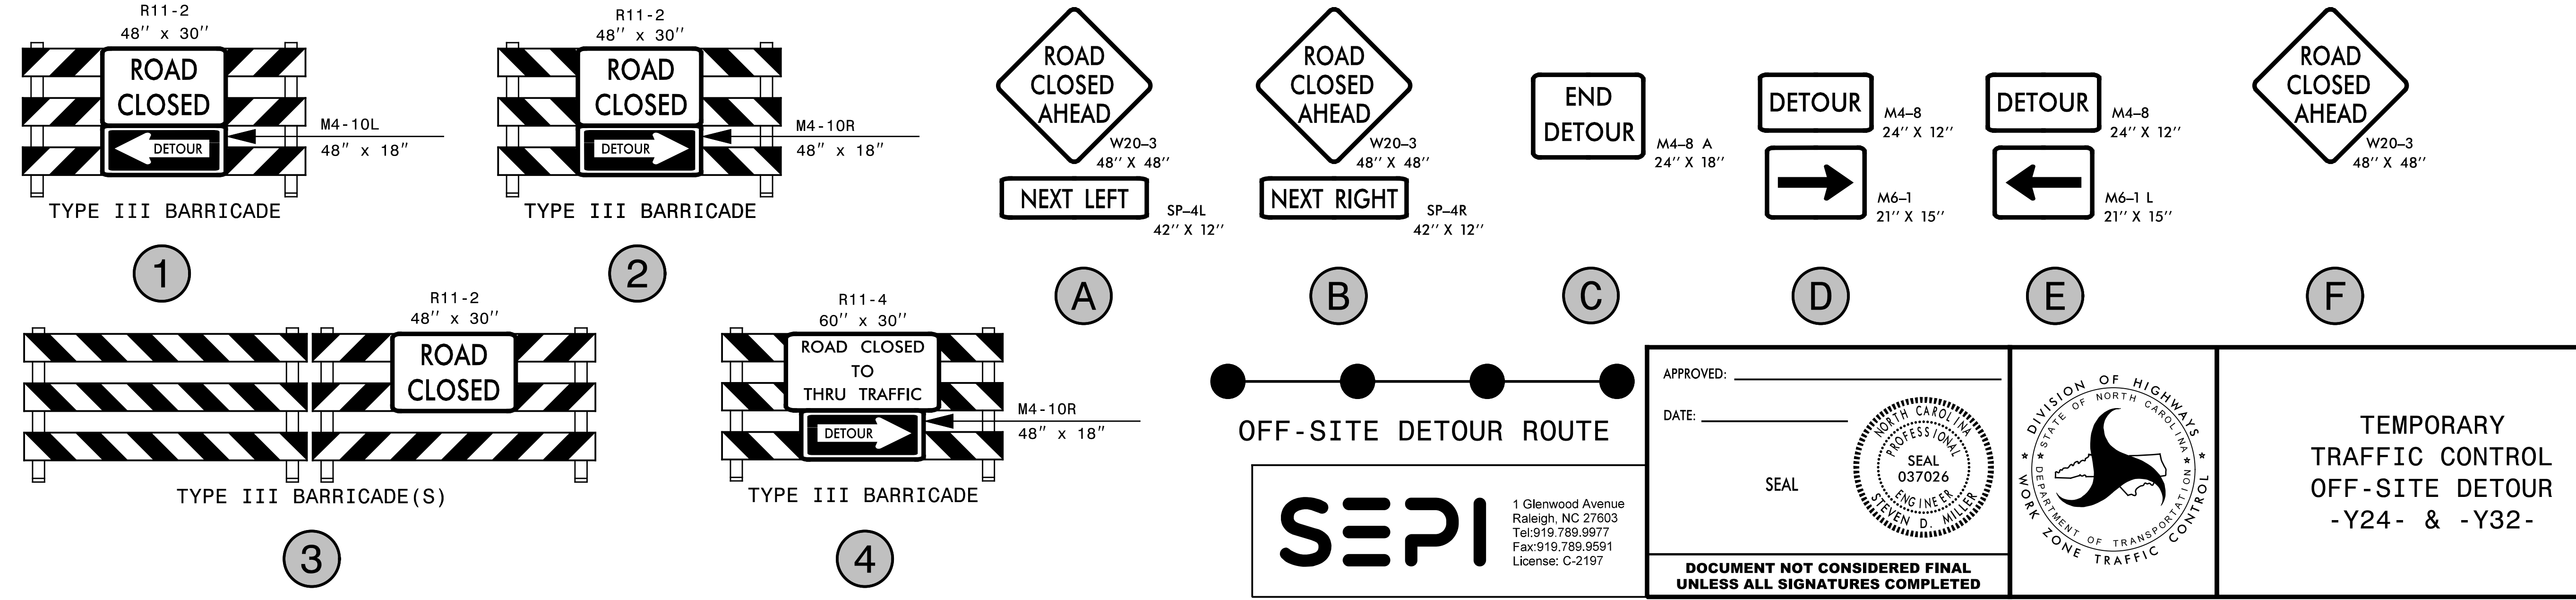 R11-2
48" x 30"
ROAD
CLOSED
DETOUR
M4-10L
48" x 18"
TYPE III BARRICADE
1
R11-2
48" x 30"
ROAD
CLOSED
DETOUR
M4-10R
48" x 18"
TYPE III BARRICADE
2
ROAD
CLOSED
AHEAD
W20-3
48" X 48"
NEXT LEFT
SP-4L
42" X 12"
A
ROAD
CLOSED
AHEAD
W20-3
48" X 48"
NEXT RIGHT
SP-4R
42" X 12"
B
END
DETOUR
M4-8 A
24" X 18"
C
DETOUR
M4-8
24" X 12"
M6-1
21" X 15"
D
DETOUR
M4-8
24" X 12"
M6-1 L
21" X 15"
E
ROAD
CLOSED
AHEAD
W20-3
48" X 48"
F
R11-2
48" x 30"
ROAD
CLOSED
TYPE III BARRICADE(S)
3
R11-4
60" x 30"
ROAD CLOSED
TO
THRU TRAFFIC
DETOUR
M4-10R
48" x 18"
TYPE III BARRICADE
4
OFF-SITE DETOUR ROUTE
SEPI
1 Glenwood Avenue
Raleigh, NC 27603
Tel:919.789.9977
Fax:919.789.9591
License: C-2197
APPROVED:
DATE:
SEAL
NORTH CAROLINA
PROFESSIONAL
SEAL
037026
ENGINEER
STEVEN D. MILLER
DOCUMENT NOT CONSIDERED FINAL
UNLESS ALL SIGNATURES COMPLETED
DIVISION OF HIGHWAYS
STATE OF NORTH CAROLINA
DEPARTMENT OF TRANSPORTATION
WORK ZONE TRAFFIC CONTROL
TEMPORARY
TRAFFIC CONTROL
OFF-SITE DETOUR
-Y24- & -Y32-